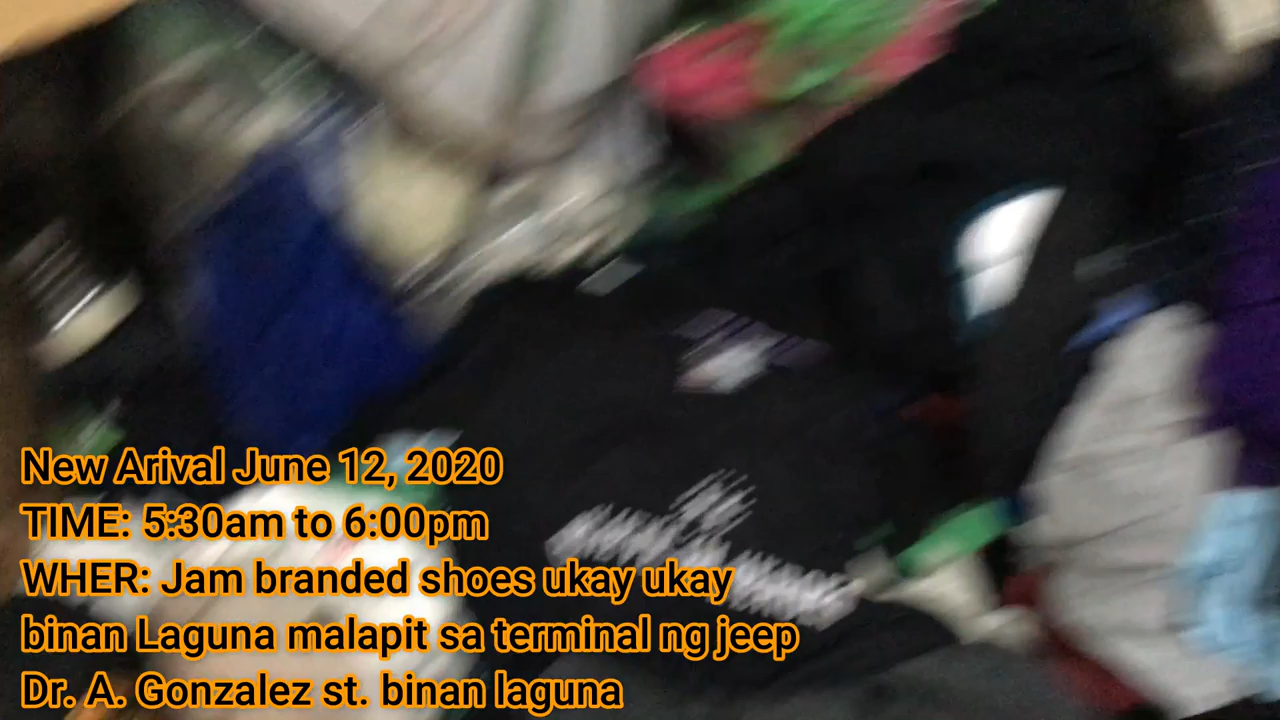 New Arival June 12, 2020
TIME: 5:30am to 6:00pm
WHER: Jam branded shoes ukay ukay
binan Laguna malapit sa terminal ng jeep
Dr. A. Gonzalez st. binan laguna